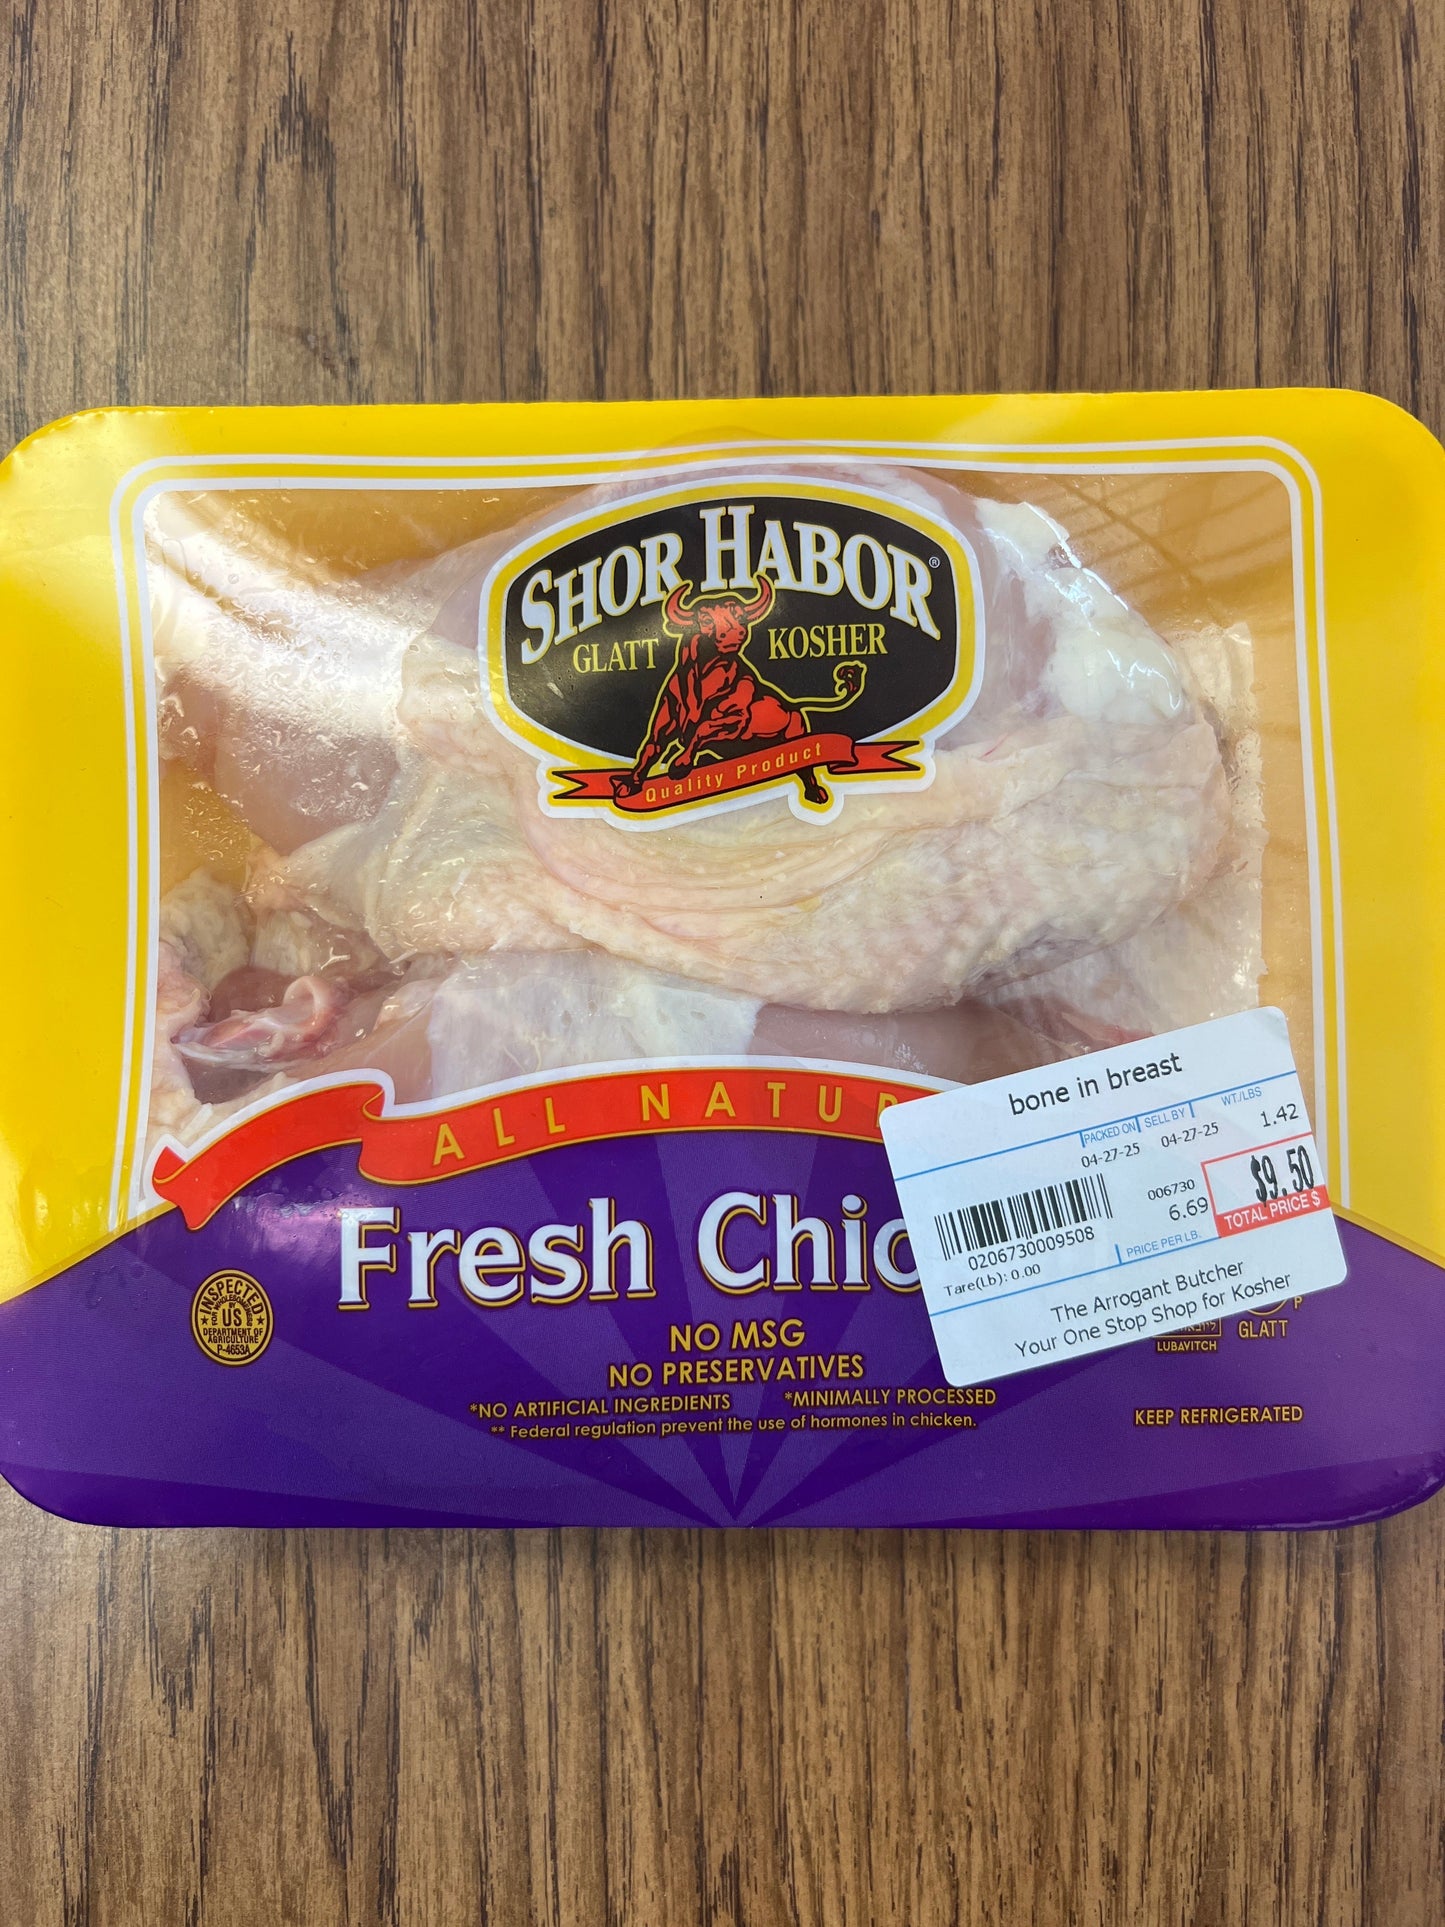 SHOR HABOR®
GLATT KOSHER
Quality Product
ALL NATU
Fresh Chic
NO MSG
NO PRESERVATIVES
*NO ARTIFICIAL INGREDIENTS *MINIMALLY PROCESSED
** Federal regulation prevent the use of hormones in chicken.
INSPECTED
FOR WHOLESOMENESS
BY
US
DEPARTMENT OF
AGRICULTURE
P-4653A
bone in breast
PACKED ON SELL BY WT./LBS
04-27-25 04-27-25 1.42
006730
6.69
$9.50
TOTAL PRICE $
PRICE PER LB.
0206730009508
Tare(Lb): 0.00
The Arrogant Butcher
Your One Stop Shop for Kosher
P
LUBAVITCH
GLATT
KEEP REFRIGERATED